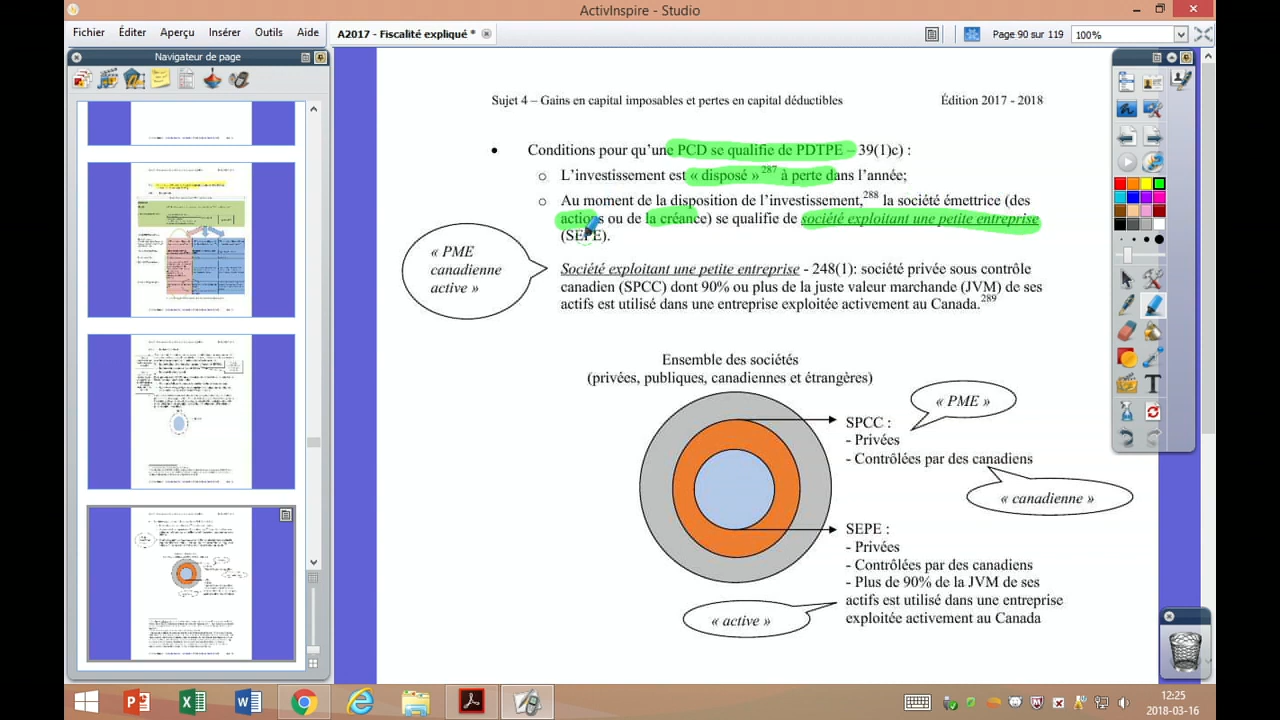 ActivInspire - Studio
Fichier Éditer Aperçu Insérer Outils Aide
A2017 - Fiscalité expliqué *
Page 90 sur 119
100%
Navigateur de page
Sujet 4 – Gains en capital imposables et pertes en capital déductibles Édition 2017 - 2018
• Conditions pour qu'une PCD se qualifie de PDTPE – 39(1)c) :
o L'investissement est « disposé » 287 à perte dans l'année;
o Au moment de la disposition de l'investissement,288 la société émettrice (des
actions ou de la créance) se qualifie de société exploitant une petite entreprise
(SEPE).
« PME
canadienne
active »
Société exploitant une petite entreprise - 248(1): société privée sous contrôle
canadien (SPCC) dont 90% ou plus de la juste valeur marchande (JVM) de ses
actifs est utilisé dans une entreprise exploitée activement au Canada.289
Ensemble des sociétés
(privées, publiques, canadiennes et étrangères)
« PME »
SPCC :
- Privées
- Contrôlées par des canadiens
« canadienne »
SEPE :
- Privées
- Contrôlées par des canadiens
- Plus de 90% de la JVM de ses
actifs est utilisé dans une entreprise
exploitée activement au Canada
« active »
12:25
2018-03-16